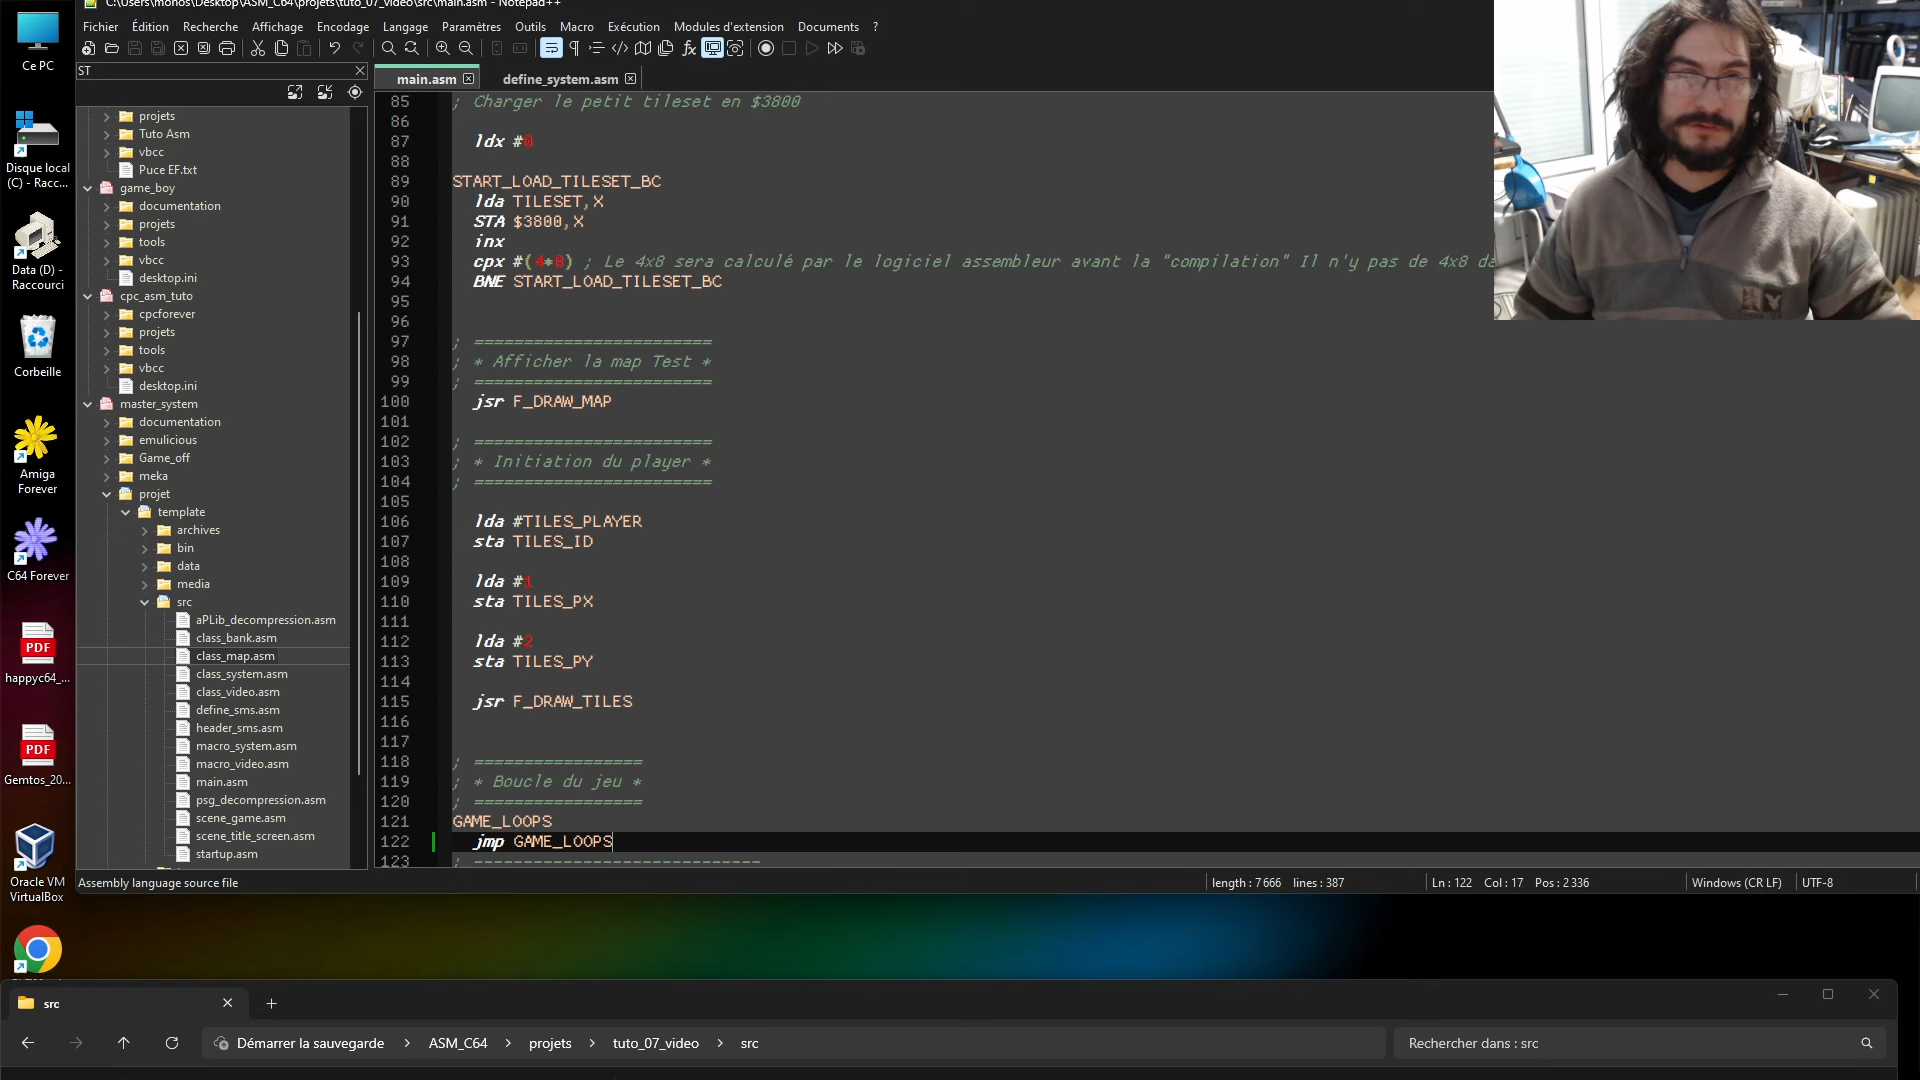 C:\Users\monos\Desktop\ASM_C64\projets\tuto_07_video\src\main.asm - Notepad++
Fichier Édition Recherche Affichage Encodage Langage Paramètres Outils Macro Exécution Modules d'extension Documents ?
ST
main.asm
define_system.asm
projets
Tuto Asm
vbcc
Puce EF.txt
game_boy
documentation
projets
tools
vbcc
desktop.ini
cpc_asm_tuto
cpcforever
projets
tools
vbcc
desktop.ini
master_system
documentation
emulicious
Game_off
meka
projet
template
archives
bin
data
media
src
aPLib_decompression.asm
class_bank.asm
class_map.asm
class_system.asm
class_video.asm
define_sms.asm
header_sms.asm
macro_system.asm
macro_video.asm
main.asm
psg_decompression.asm
scene_game.asm
scene_title_screen.asm
startup.asm
85 ; Charger le petit tileset en $3800
86
87 ldx #0
88
89 START_LOAD_TILESET_BC
90 lda TILESET,X
91 STA $3800,X
92 inx
93 cpx #(4*8) ; Le 4x8 sera calculé par le logiciel assembleur avant la "compilation" Il n'y pas de 4x8 da
94 BNE START_LOAD_TILESET_BC
95
96
97 ; ========================
98 ; * Afficher la map Test *
99 ; ========================
100 jsr F_DRAW_MAP
101
102 ; ========================
103 ; * Initiation du player *
104 ; ========================
105
106 lda #TILES_PLAYER
107 sta TILES_ID
108
109 lda #1
110 sta TILES_PX
111
112 lda #2
113 sta TILES_PY
114
115 jsr F_DRAW_TILES
116
117
118 ; =================
119 ; * Boucle du jeu *
120 ; =================
121 GAME_LOOPS
122 jmp GAME_LOOPS
123 ; -----------------------------
Assembly language source file
length : 7 666 lines : 387
Ln : 122 Col : 17 Pos : 2 336
Windows (CR LF)
UTF-8
Ce PC
Disque local
(C) - Racc...
Data (D) -
Raccourci
Corbeille
Amiga
Forever
C64 Forever
PDF
happyc64_...
PDF
Gemtos_20...
Oracle VM
VirtualBox
src
Démarrer la sauvegarde > ASM_C64 > projets > tuto_07_video > src
Rechercher dans : src